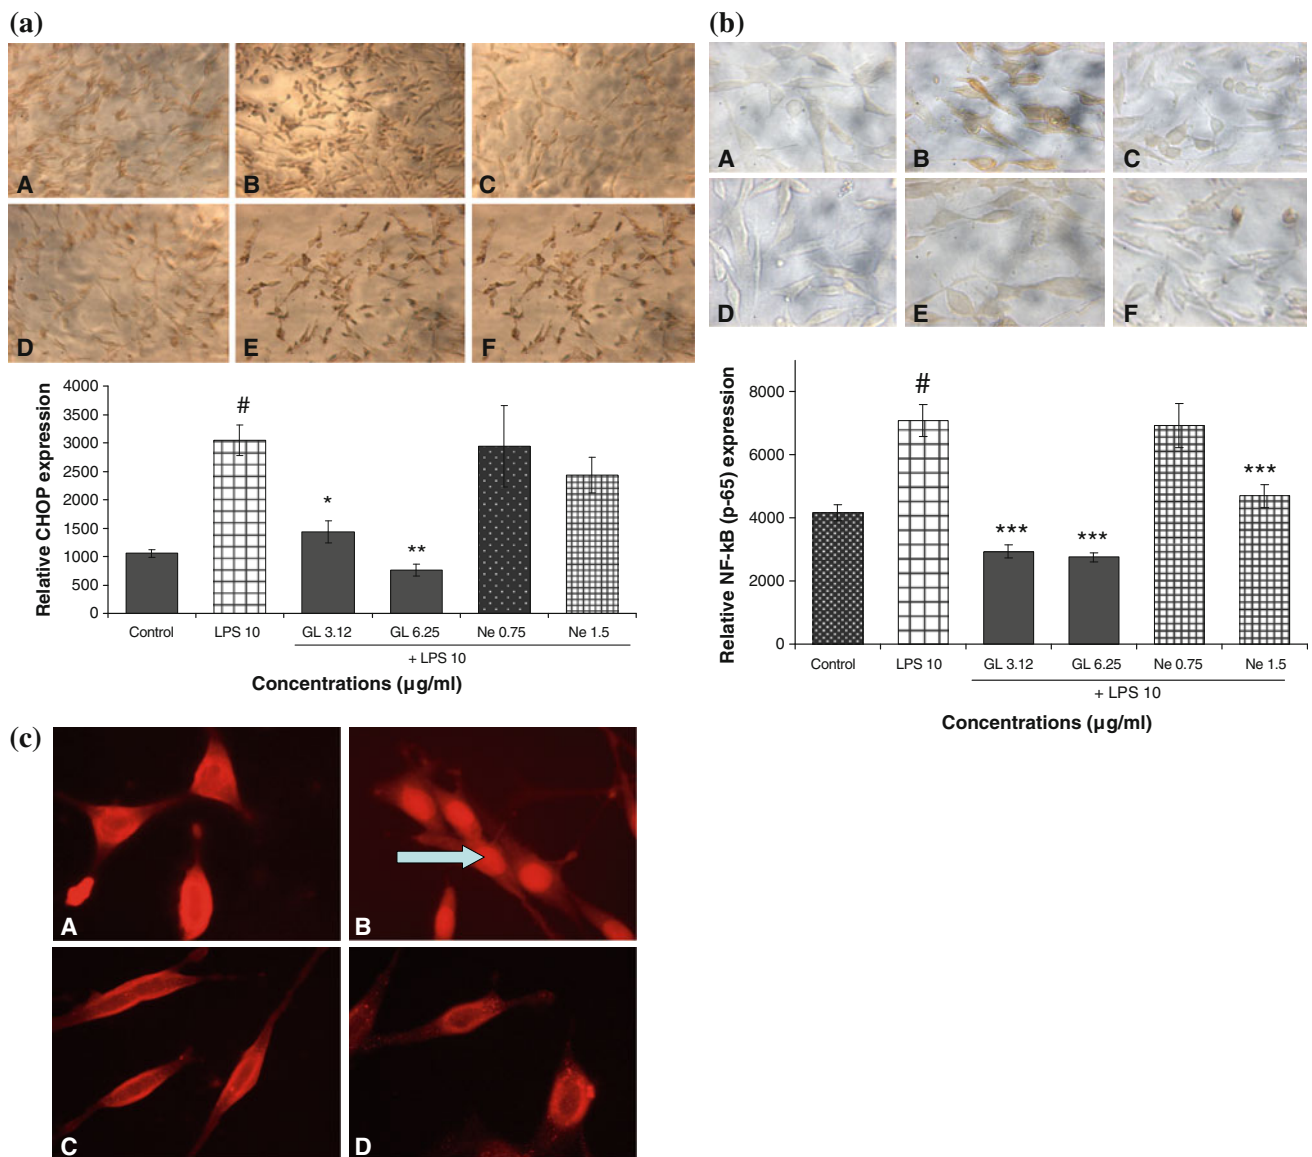 (a)
A
B
C
D
E
F
Relative CHOP expression
4000
3500
3000
2500
2000
1500
1000
500
0
#
*
**
Control
LPS 10
GL 3.12
GL 6.25
Ne 0.75
Ne 1.5
+ LPS 10
Concentrations (µg/ml)
(b)
A
B
C
D
E
F
Relative NF-kB (p-65) expression
8000
6000
4000
2000
0
#
***
***
***
Control
LPS 10
GL 3.12
GL 6.25
Ne 0.75
Ne 1.5
+ LPS 10
Concentrations (µg/ml)
(c)
A
B
C
D